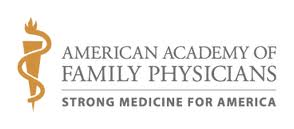 AMERICAN ACADEMY OF
FAMILY PHYSICIANS
STRONG MEDICINE FOR AMERICA